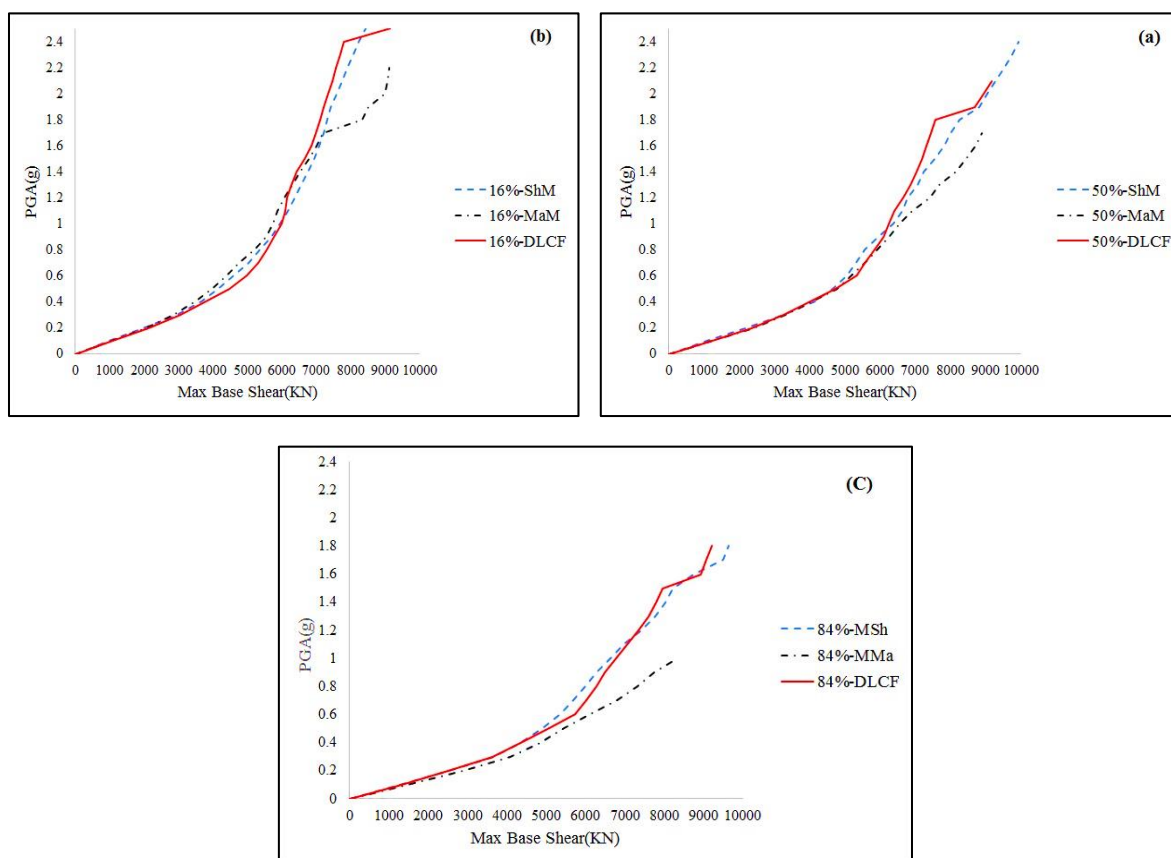 (b)
2.4
2.2
2
1.8
1.6
1.4
1.2
1
0.8
0.6
0.4
0.2
0
PGA(g)
0 1000 2000 3000 4000 5000 6000 7000 8000 9000 10000
Max Base Shear(KN)
16%-ShM
16%-MaM
16%-DLCF
(a)
2.4
2.2
2
1.8
1.6
1.4
1.2
1
0.8
0.6
0.4
0.2
0
PGA(g)
0 1000 2000 3000 4000 5000 6000 7000 8000 9000 10000
Max Base Shear(KN)
50%-ShM
50%-MaM
50%-DLCF
(C)
2.4
2.2
2
1.8
1.6
1.4
1.2
1
0.8
0.6
0.4
0.2
0
PGA(g)
0 1000 2000 3000 4000 5000 6000 7000 8000 9000 10000
Max Base Shear(KN)
84%-MSh
84%-MMa
84%-DLCF